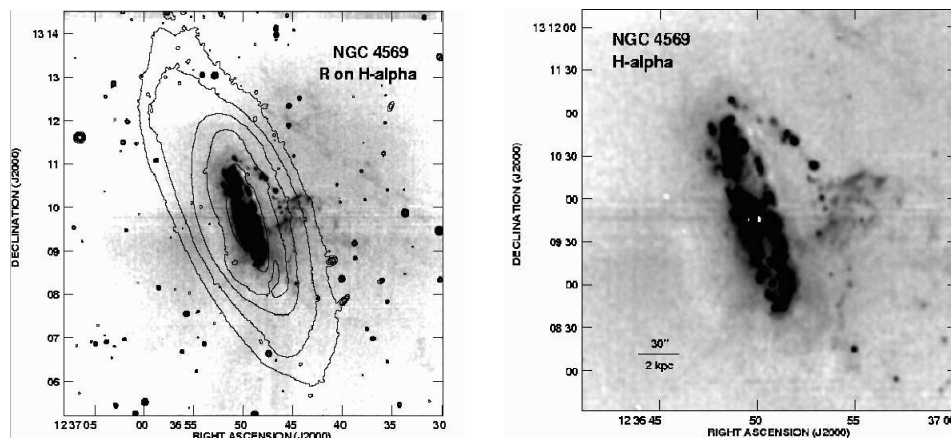 13 14
13
12
11
10
09
08
07
06
DECLINATION (J2000)
NGC 4569
R on H-alpha
12 37 05
00
36 55
50
45
40
35
30
RIGHT ASCENSION (J2000)
13 12 00
11 30
00
10 30
00
09 30
00
08 30
00
DECLINATION (J2000)
NGC 4569
H-alpha
30"
2 kpc
12 36 45
50
55
37 00
RIGHT ASCENSION (J2000)